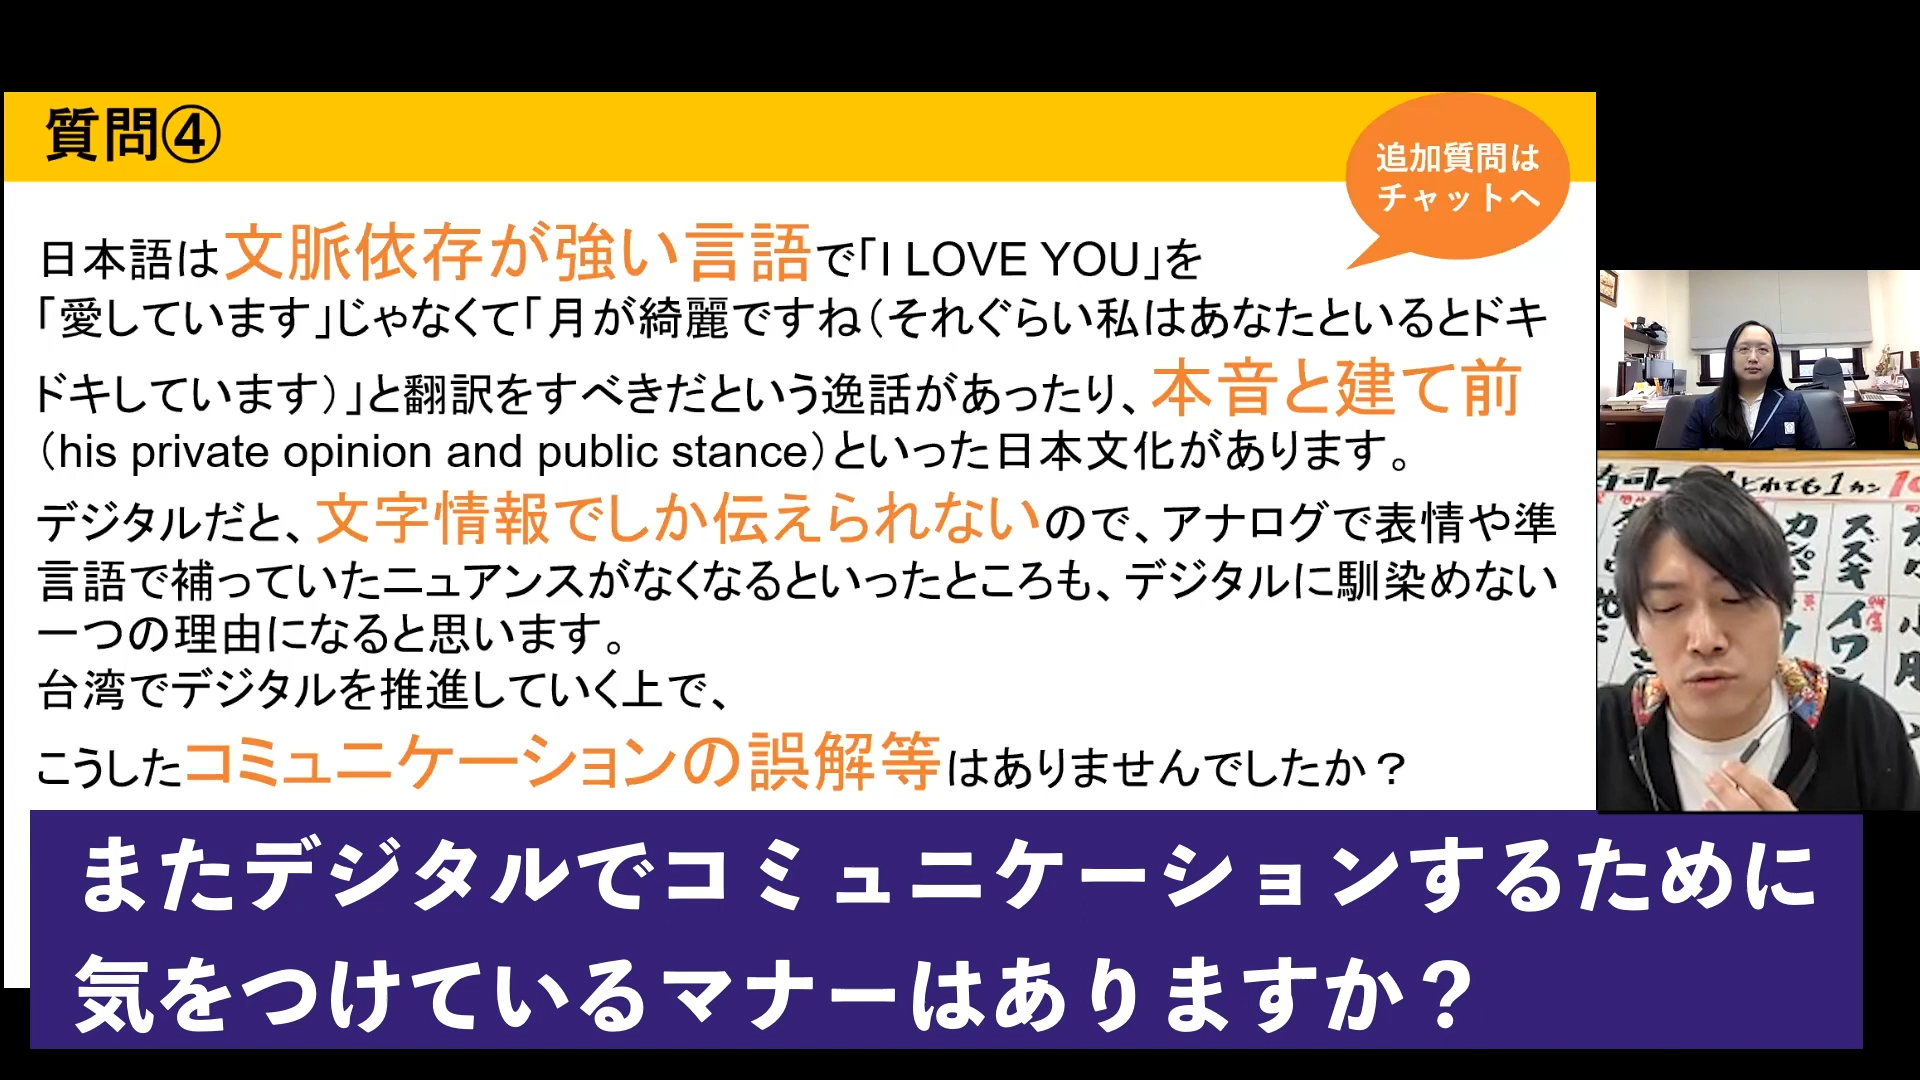 質問④
追加質問は
チャットへ
日本語は文脈依存が強い言語で「I LOVE YOU」を
「愛しています」じゃなくて「月が綺麗ですね（それぐらい私はあなたといるとドキ
ドキしています）」と翻訳をすべきだという逸話があったり、本音と建て前
（his private opinion and public stance）といった日本文化があります。
デジタルだと、文字情報でしか伝えられないので、アナログで表情や準
言語で補っていたニュアンスがなくなるといったところも、デジタルに馴染めない
一つの理由になると思います。
台湾でデジタルを推進していく上で、
こうしたコミュニケーションの誤解等はありませんでしたか？
どれでも1カン
スズキ
イワシ
またデジタルでコミュニケーションするために
気をつけているマナーはありますか？